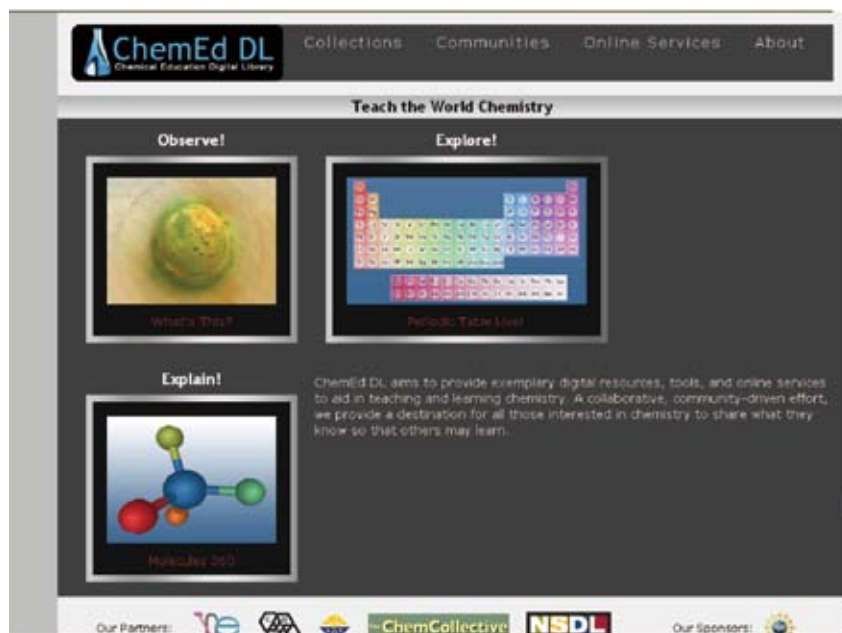 ChemEd DL
Chemical Education Digital Library
Collections Communities Online Services About
Teach the World Chemistry
Observe!
Explore!
What's This?
Periodic Table Live!
Explain!
ChemEd DL aims to provide exemplary digital resources, tools, and online services
to aid in teaching and learning chemistry. A collaborative, community-driven effort,
we provide a destination for all those interested in chemistry to share what they
know so that others may learn.
Molecules 360
Our Partners:
ChemCollective
NSDL
Our Sponsors: